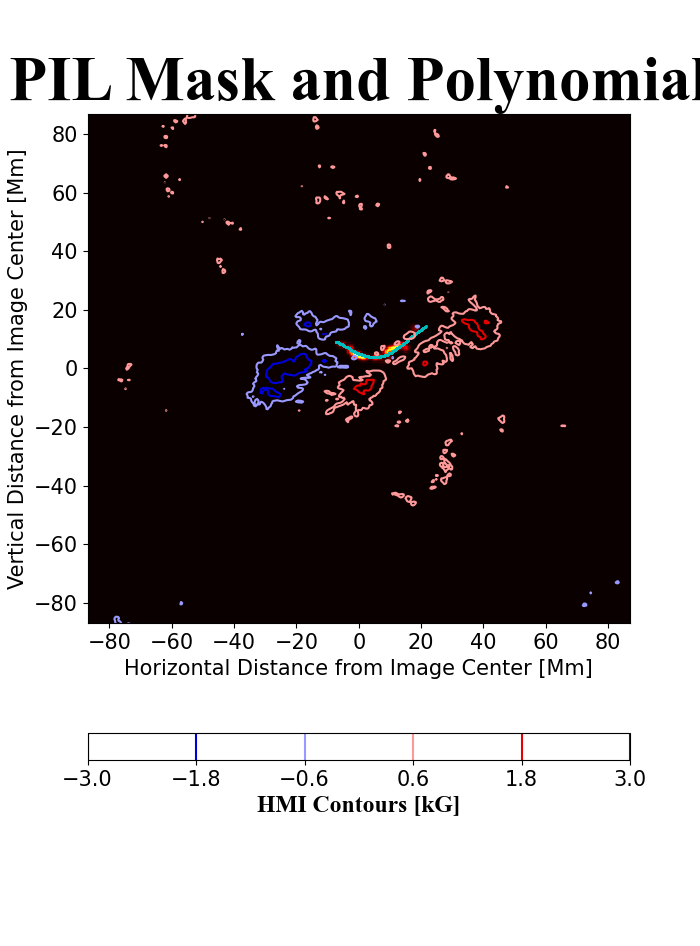 PIL Mask and Polynomial
80
60
40
20
0
−20
−40
−60
−80
Vertical Distance from Image Center [Mm]
−80 −60 −40 −20 0 20 40 60 80
Horizontal Distance from Image Center [Mm]
−3.0 −1.8 −0.6 0.6 1.8 3.0
HMI Contours [kG]